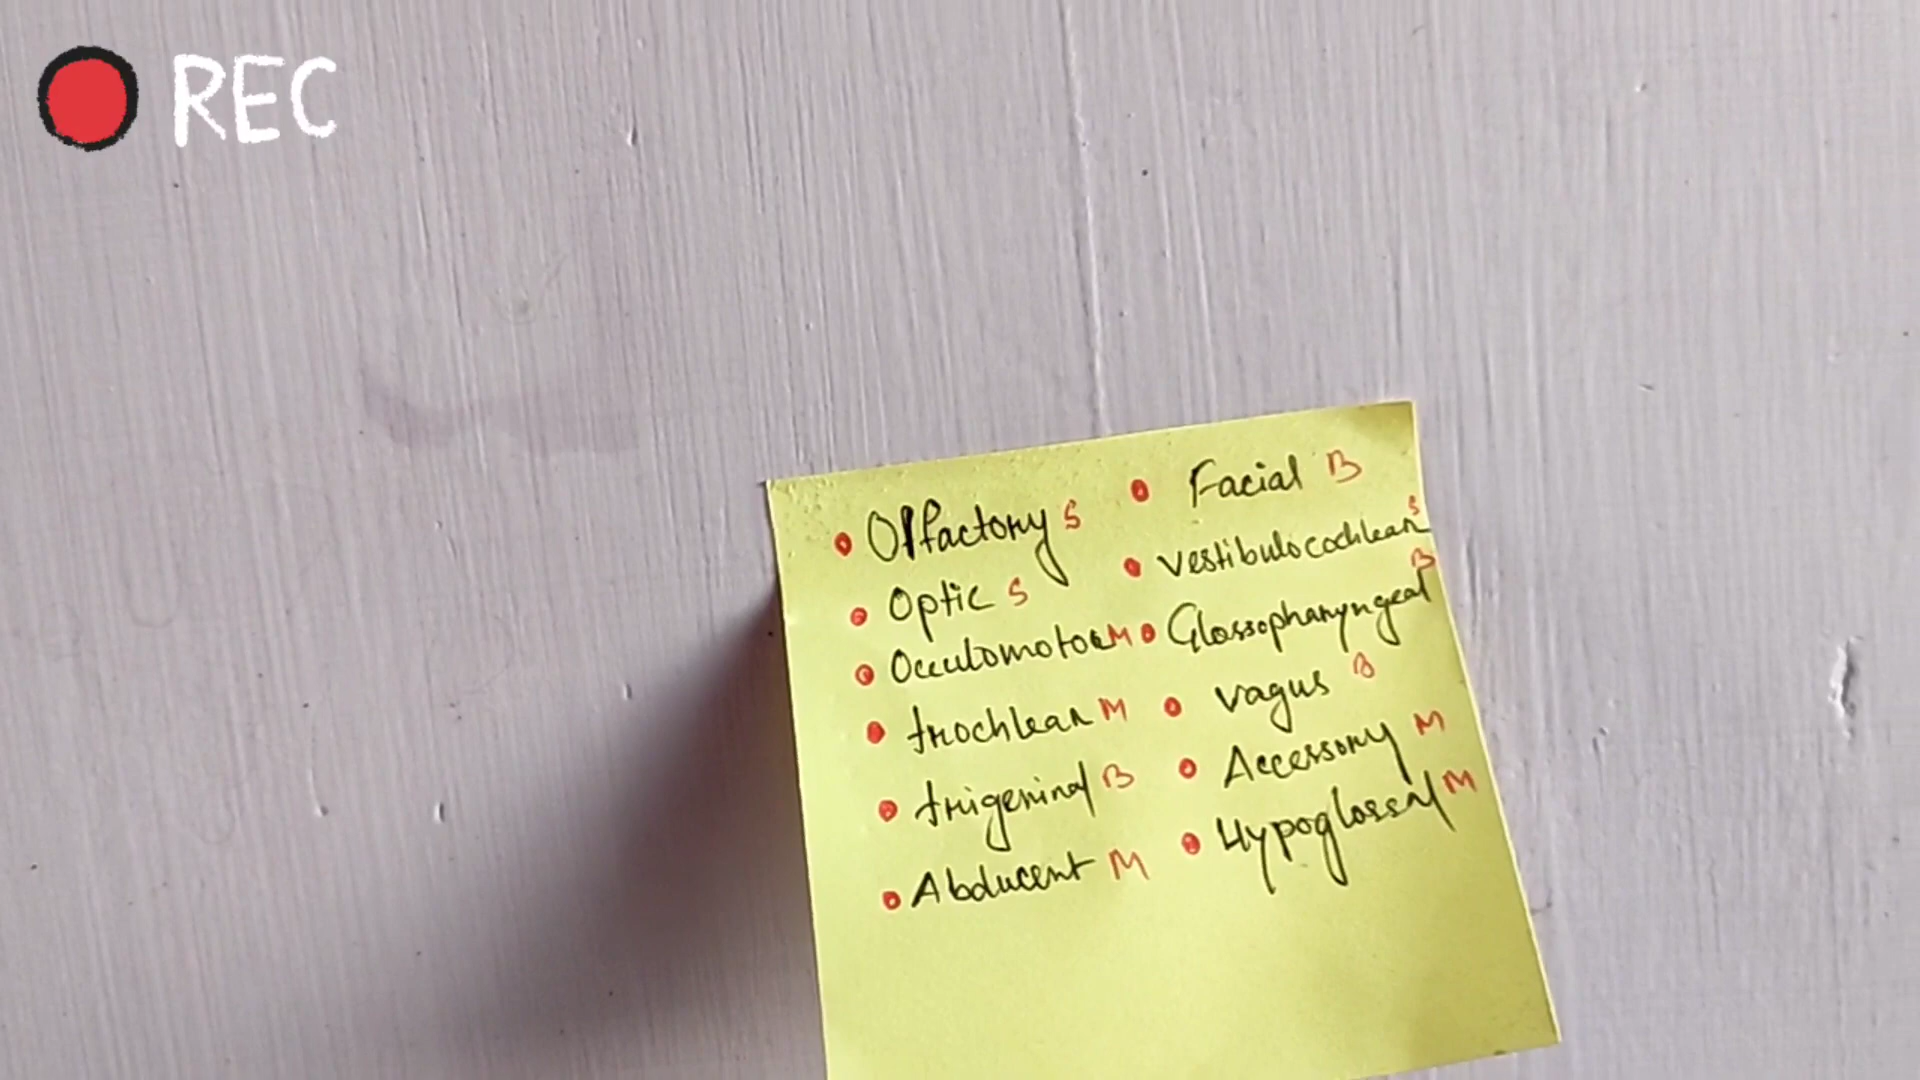 REC
Olfactory S
Optic S
Occulomotor M
trochlear M
trigeminal B
Abducent M
Facial B
vestibulocochlear S
Glossopharyngeal B
vagus B
Accessory M
Hypoglossal M